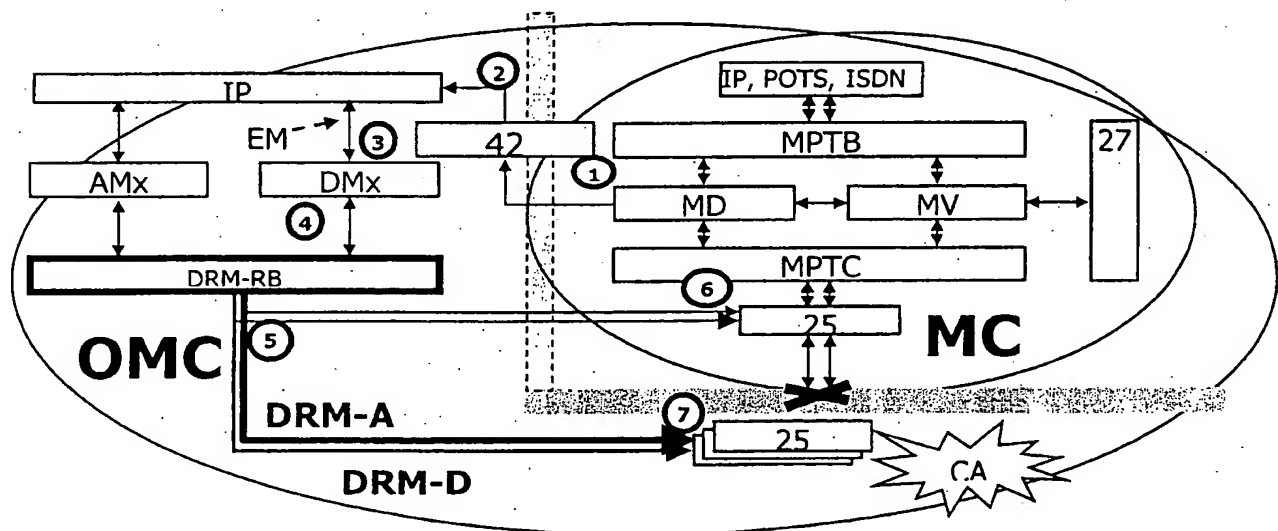 IP
2
IP, POTS, ISDN
EM
3
42
MPTB
27
1
AMx
DMx
MD
MV
4
DRM-RB
MPTC
6
25
OMC
5
MC
DRM-A
7
25
CA
DRM-D